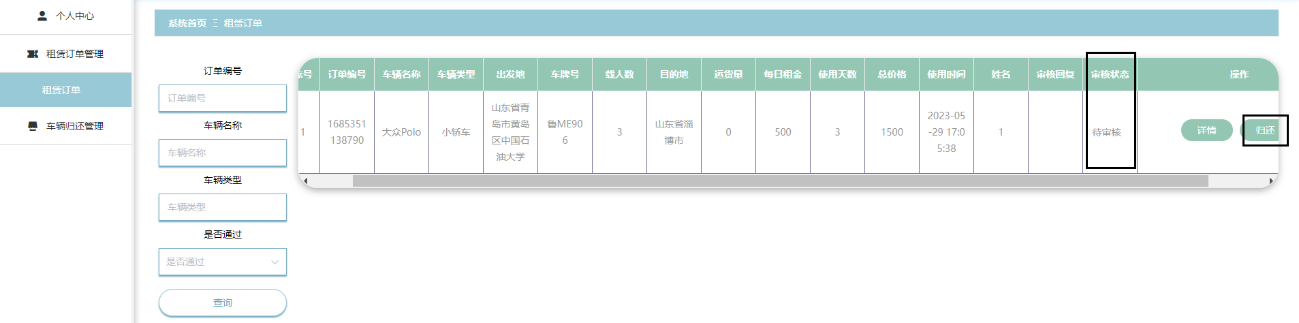 个人中心
租赁订单管理
租赁订单
车辆归还管理
系统首页 Ξ 租赁订单
订单编号
订单编号
车辆名称
车辆名称
车辆类型
车辆类型
是否通过
是否通过
查询
号 订单编号 车辆名称 车辆类型 出发地 车牌号 载人数 目的地 运货量 每日租金 使用天数 总价格 使用时间 姓名 审核回复 审核状态 操作
1 1685351138790 大众Polo 小轿车 山东省青岛市黄岛区中国石油大学 鲁ME906 3 山东省淄博市 0 500 3 1500 2023-05-29 17:05:38 1 待审核 详情 归还